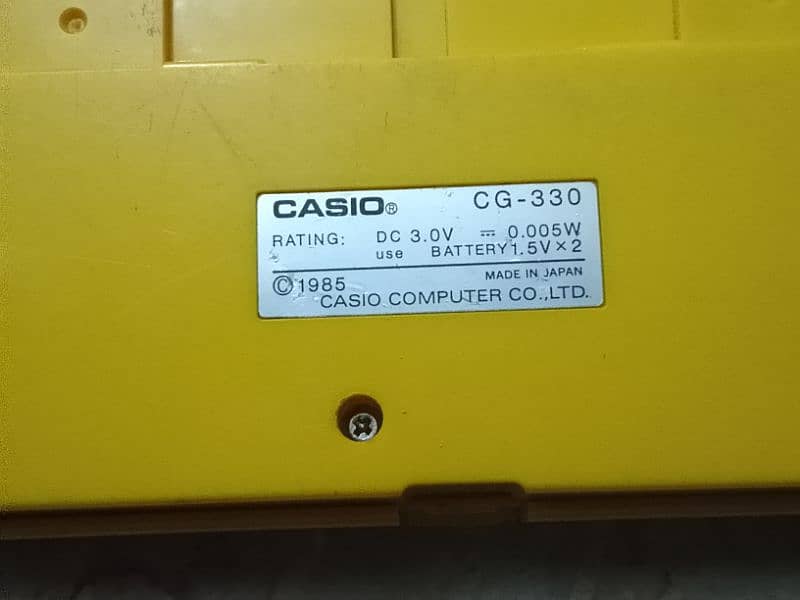 CASIO® CG-330
RATING: DC 3.0V ⎓ 0.005W
use BATTERY 1.5V×2
MADE IN JAPAN
©1985
CASIO COMPUTER CO.,LTD.